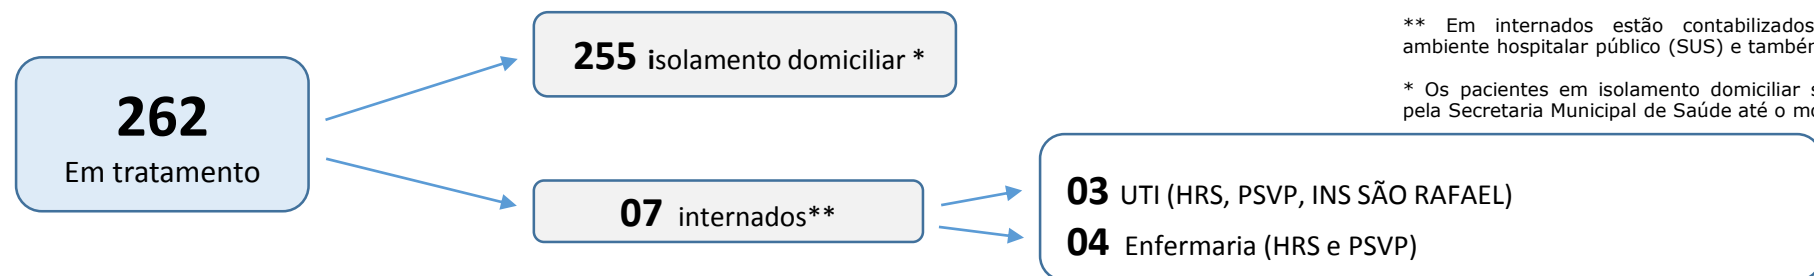 262
Em tratamento
255 isolamento domiciliar *
07 internados**
03 UTI (HRS, PSVP, INS SÃO RAFAEL)
04 Enfermaria (HRS e PSVP)
** Em internados estão contabilizados
ambiente hospitalar público (SUS) e também
* Os pacientes em isolamento domiciliar
pela Secretaria Municipal de Saúde até o